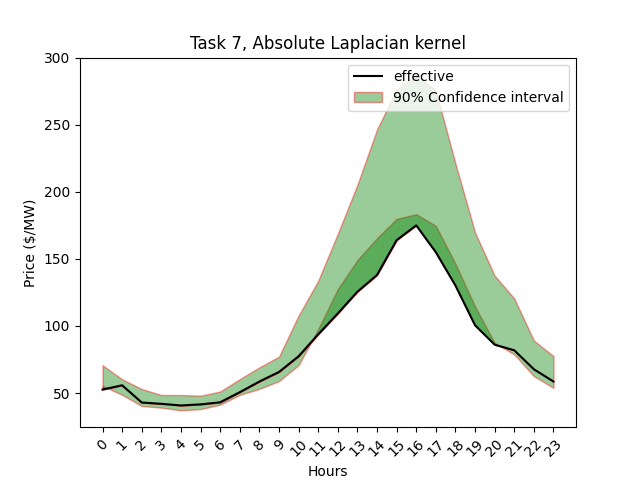 Task 7, Absolute Laplacian kernel
effective
90% Confidence interval
Price ($/MW)
300
250
200
150
100
50
0 1 2 3 4 5 6 7 8 9 10 11 12 13 14 15 16 17 18 19 20 21 22 23
Hours